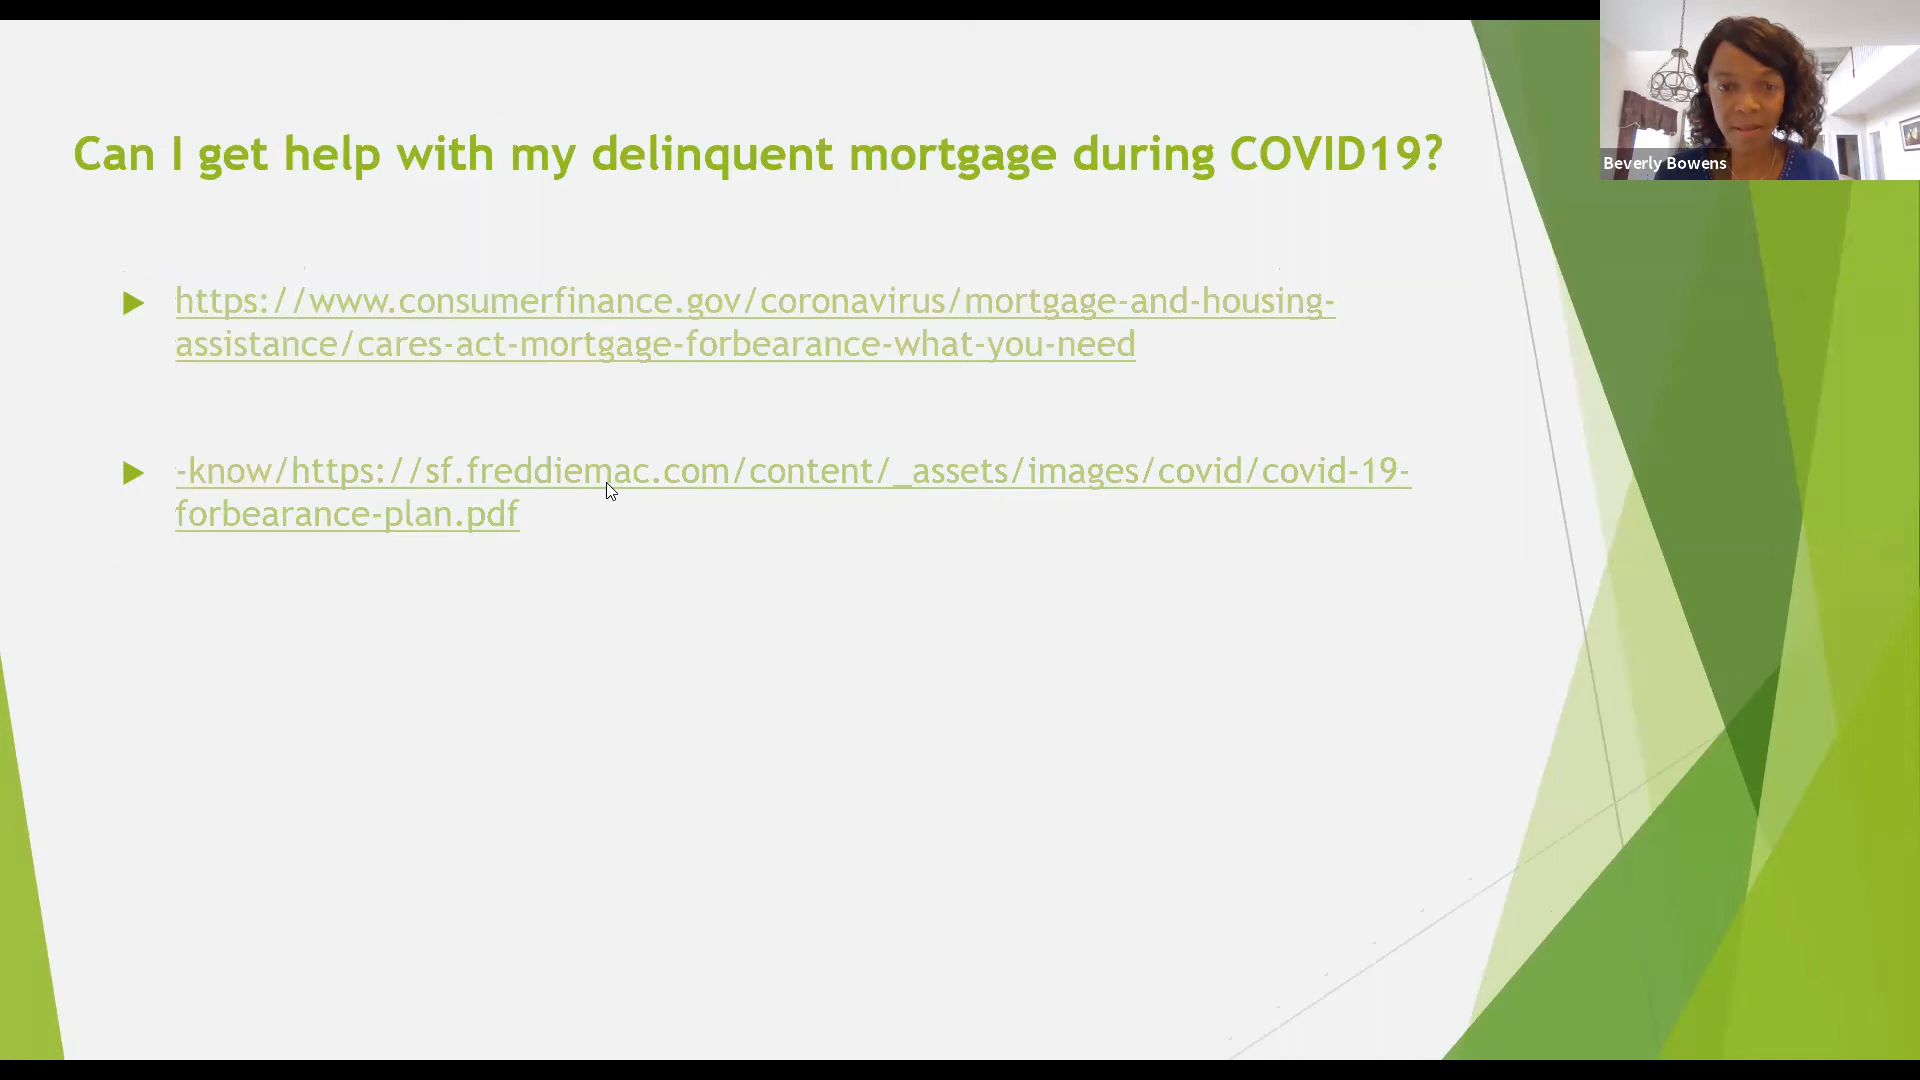 Can I get help with my delinquent mortgage during COVID19?
Beverly Bowens
https://www.consumerfinance.gov/coronavirus/mortgage-and-housing-
assistance/cares-act-mortgage-forbearance-what-you-need
-know/https://sf.freddiemac.com/content/_assets/images/covid/covid-19-
forbearance-plan.pdf